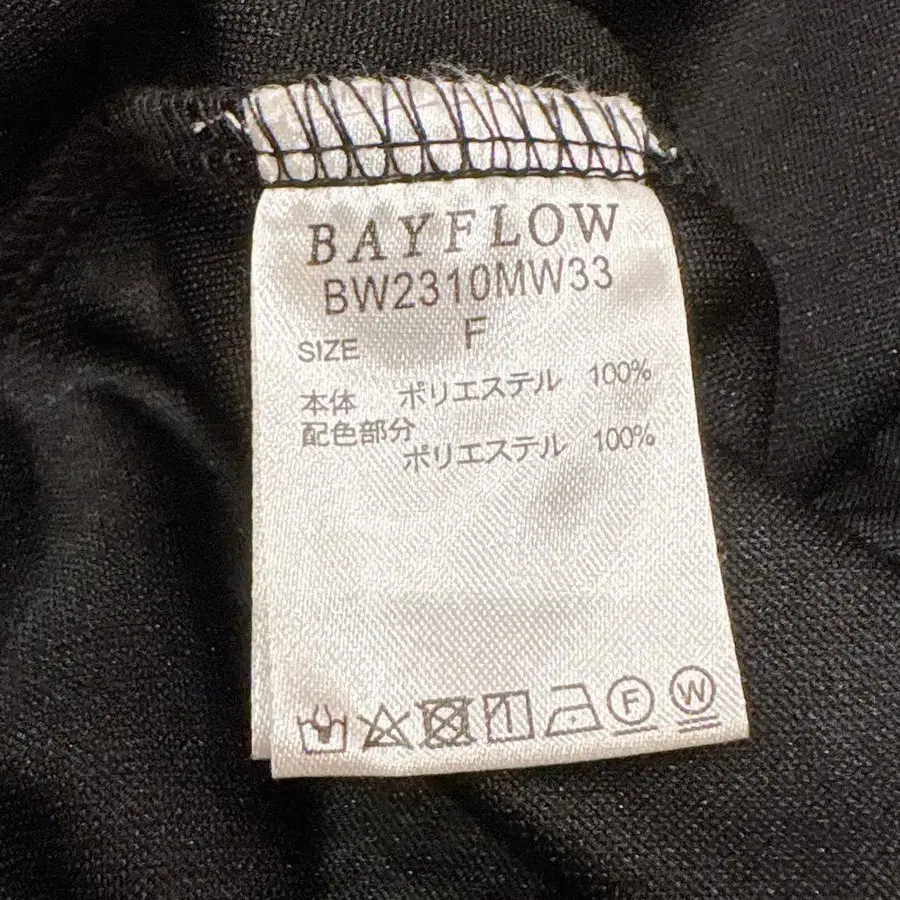 BAYFLOW
BW2310MW33
SIZE F
本体 ポリエステル 100%
配色部分
ポリエステル 100%
F W